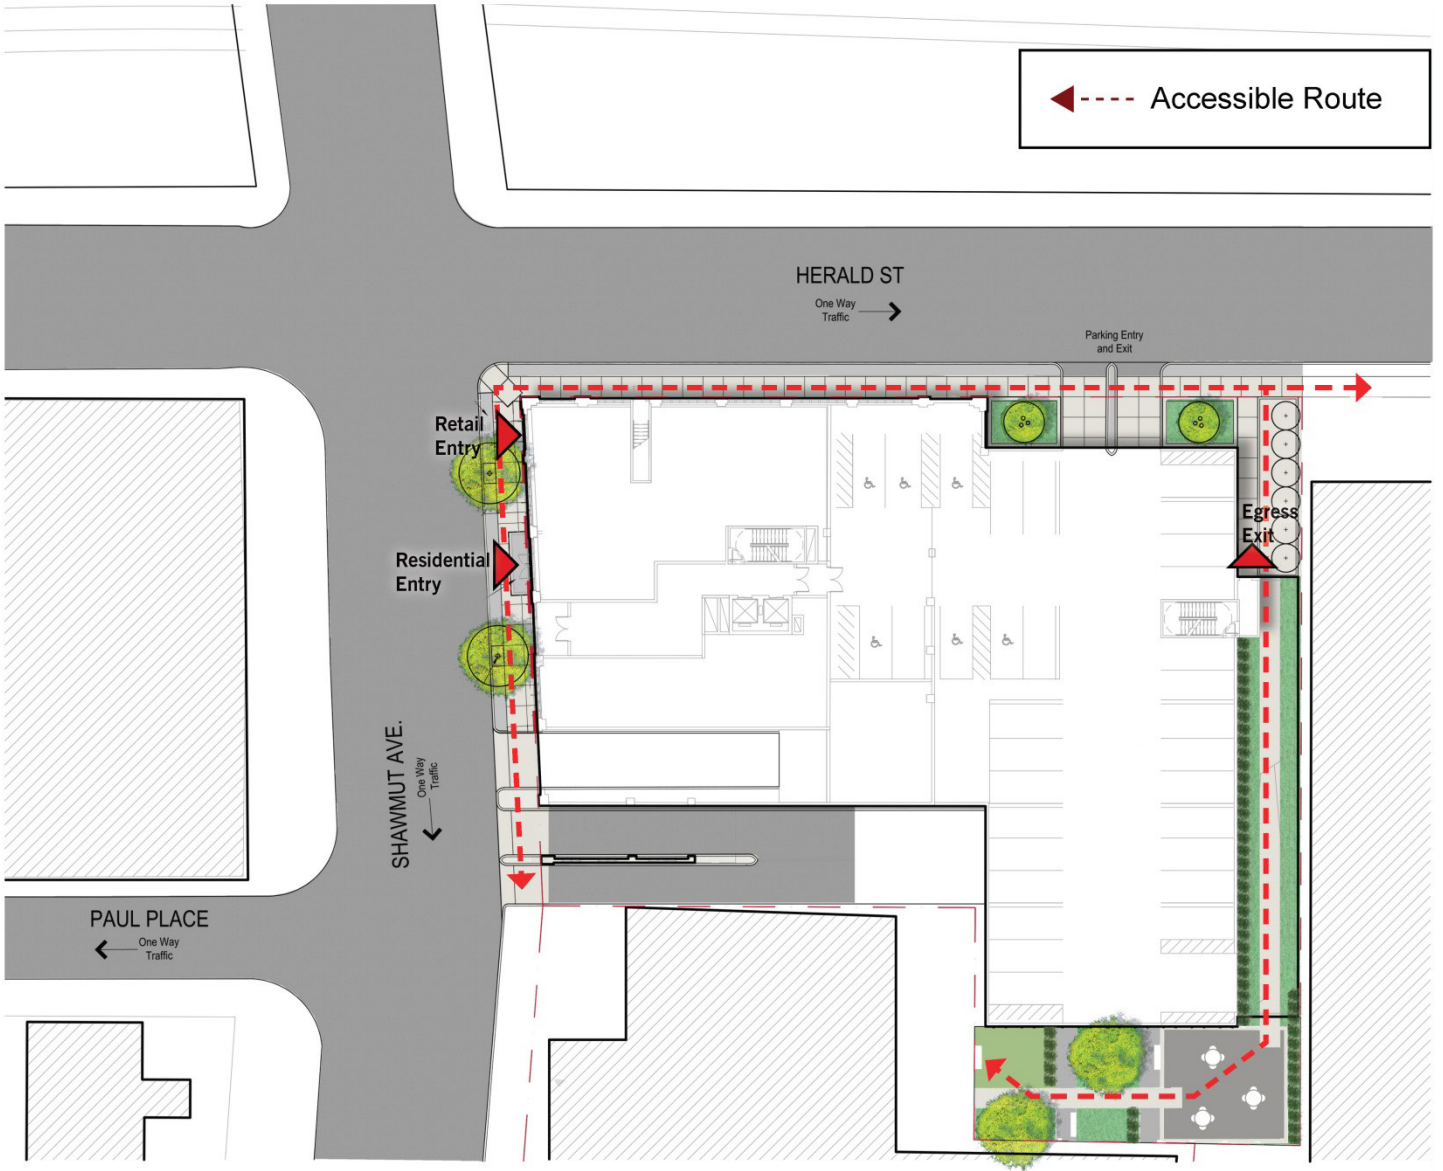 Accessible Route
HERALD ST
One Way
Traffic
Parking Entry
and Exit
Retail
Entry
Egress
Exit
Residential
Entry
SHAWMUT AVE.
One Way
Traffic
PAUL PLACE
One Way
Traffic